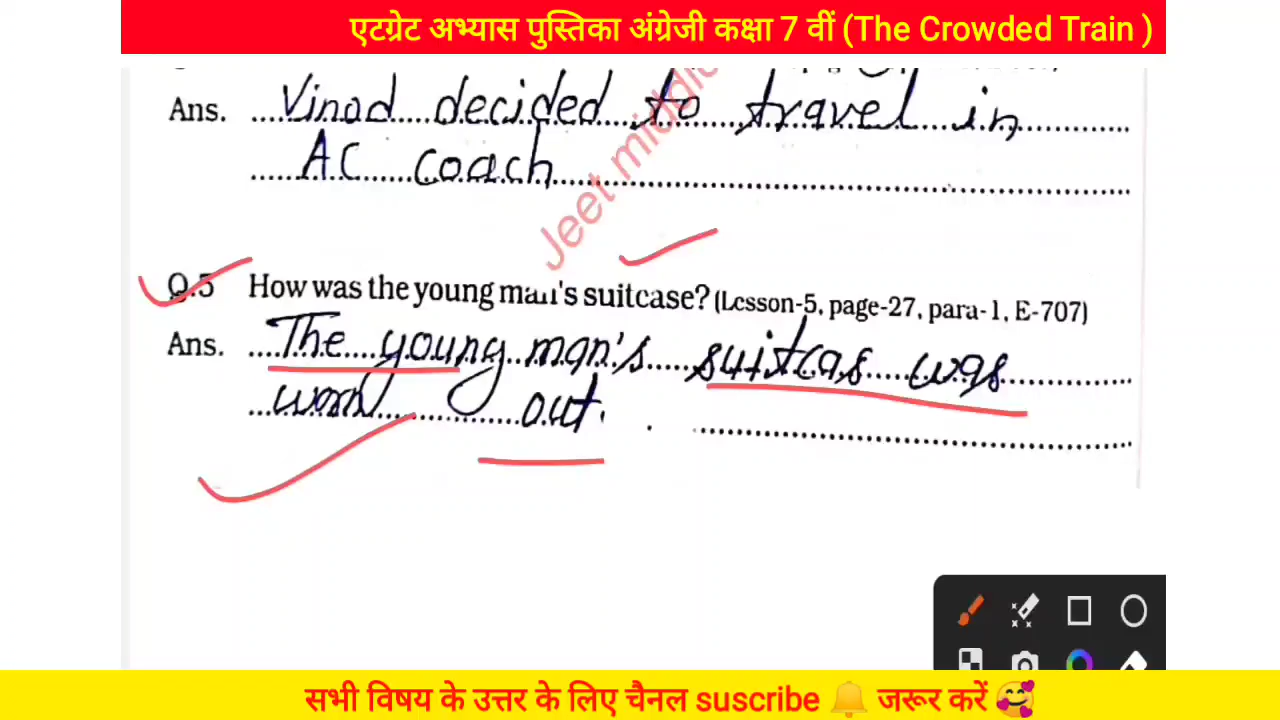 एटग्रेट अभ्यास पुस्तिका अंग्रेजी कक्षा 7 वीं (The Crowded Train )
Ans. Vinod decided to travel in
AC coach
Jeet middle
Q.5 How was the young man's suitcase? (Lesson-5, page-27, para-1, E-707)
Ans. The young man's suitcas was
worn out.
सभी विषय के उत्तर के लिए चैनल suscribe 🔔 जरूर करें 🥰